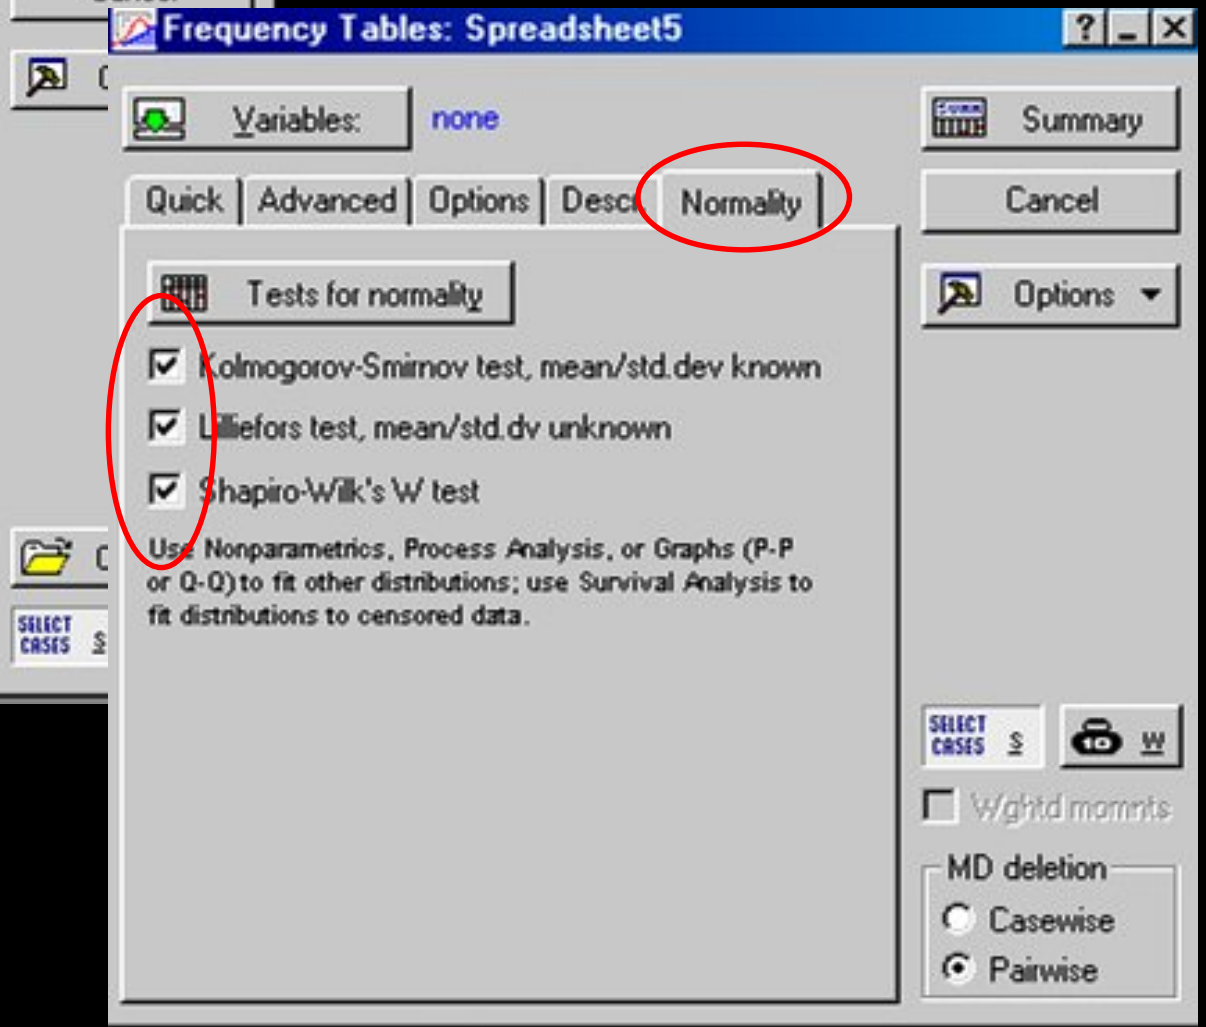 Frequency Tables: Spreadsheet5
Variables:
none
Summary
Quick
Advanced
Options
Descr.
Normality
Cancel
Tests for normality
Options
Kolmogorov-Smirnov test, mean/std.dev known
Lilliefors test, mean/std.dv unknown
Shapiro-Wilk's W test
Use Nonparametrics, Process Analysis, or Graphs (P-P
or Q-Q) to fit other distributions; use Survival Analysis to
fit distributions to censored data.
SELECT
CASES S
SELECT
CASES S
10 W
Wghtd momnts
MD deletion
Casewise
Pairwise